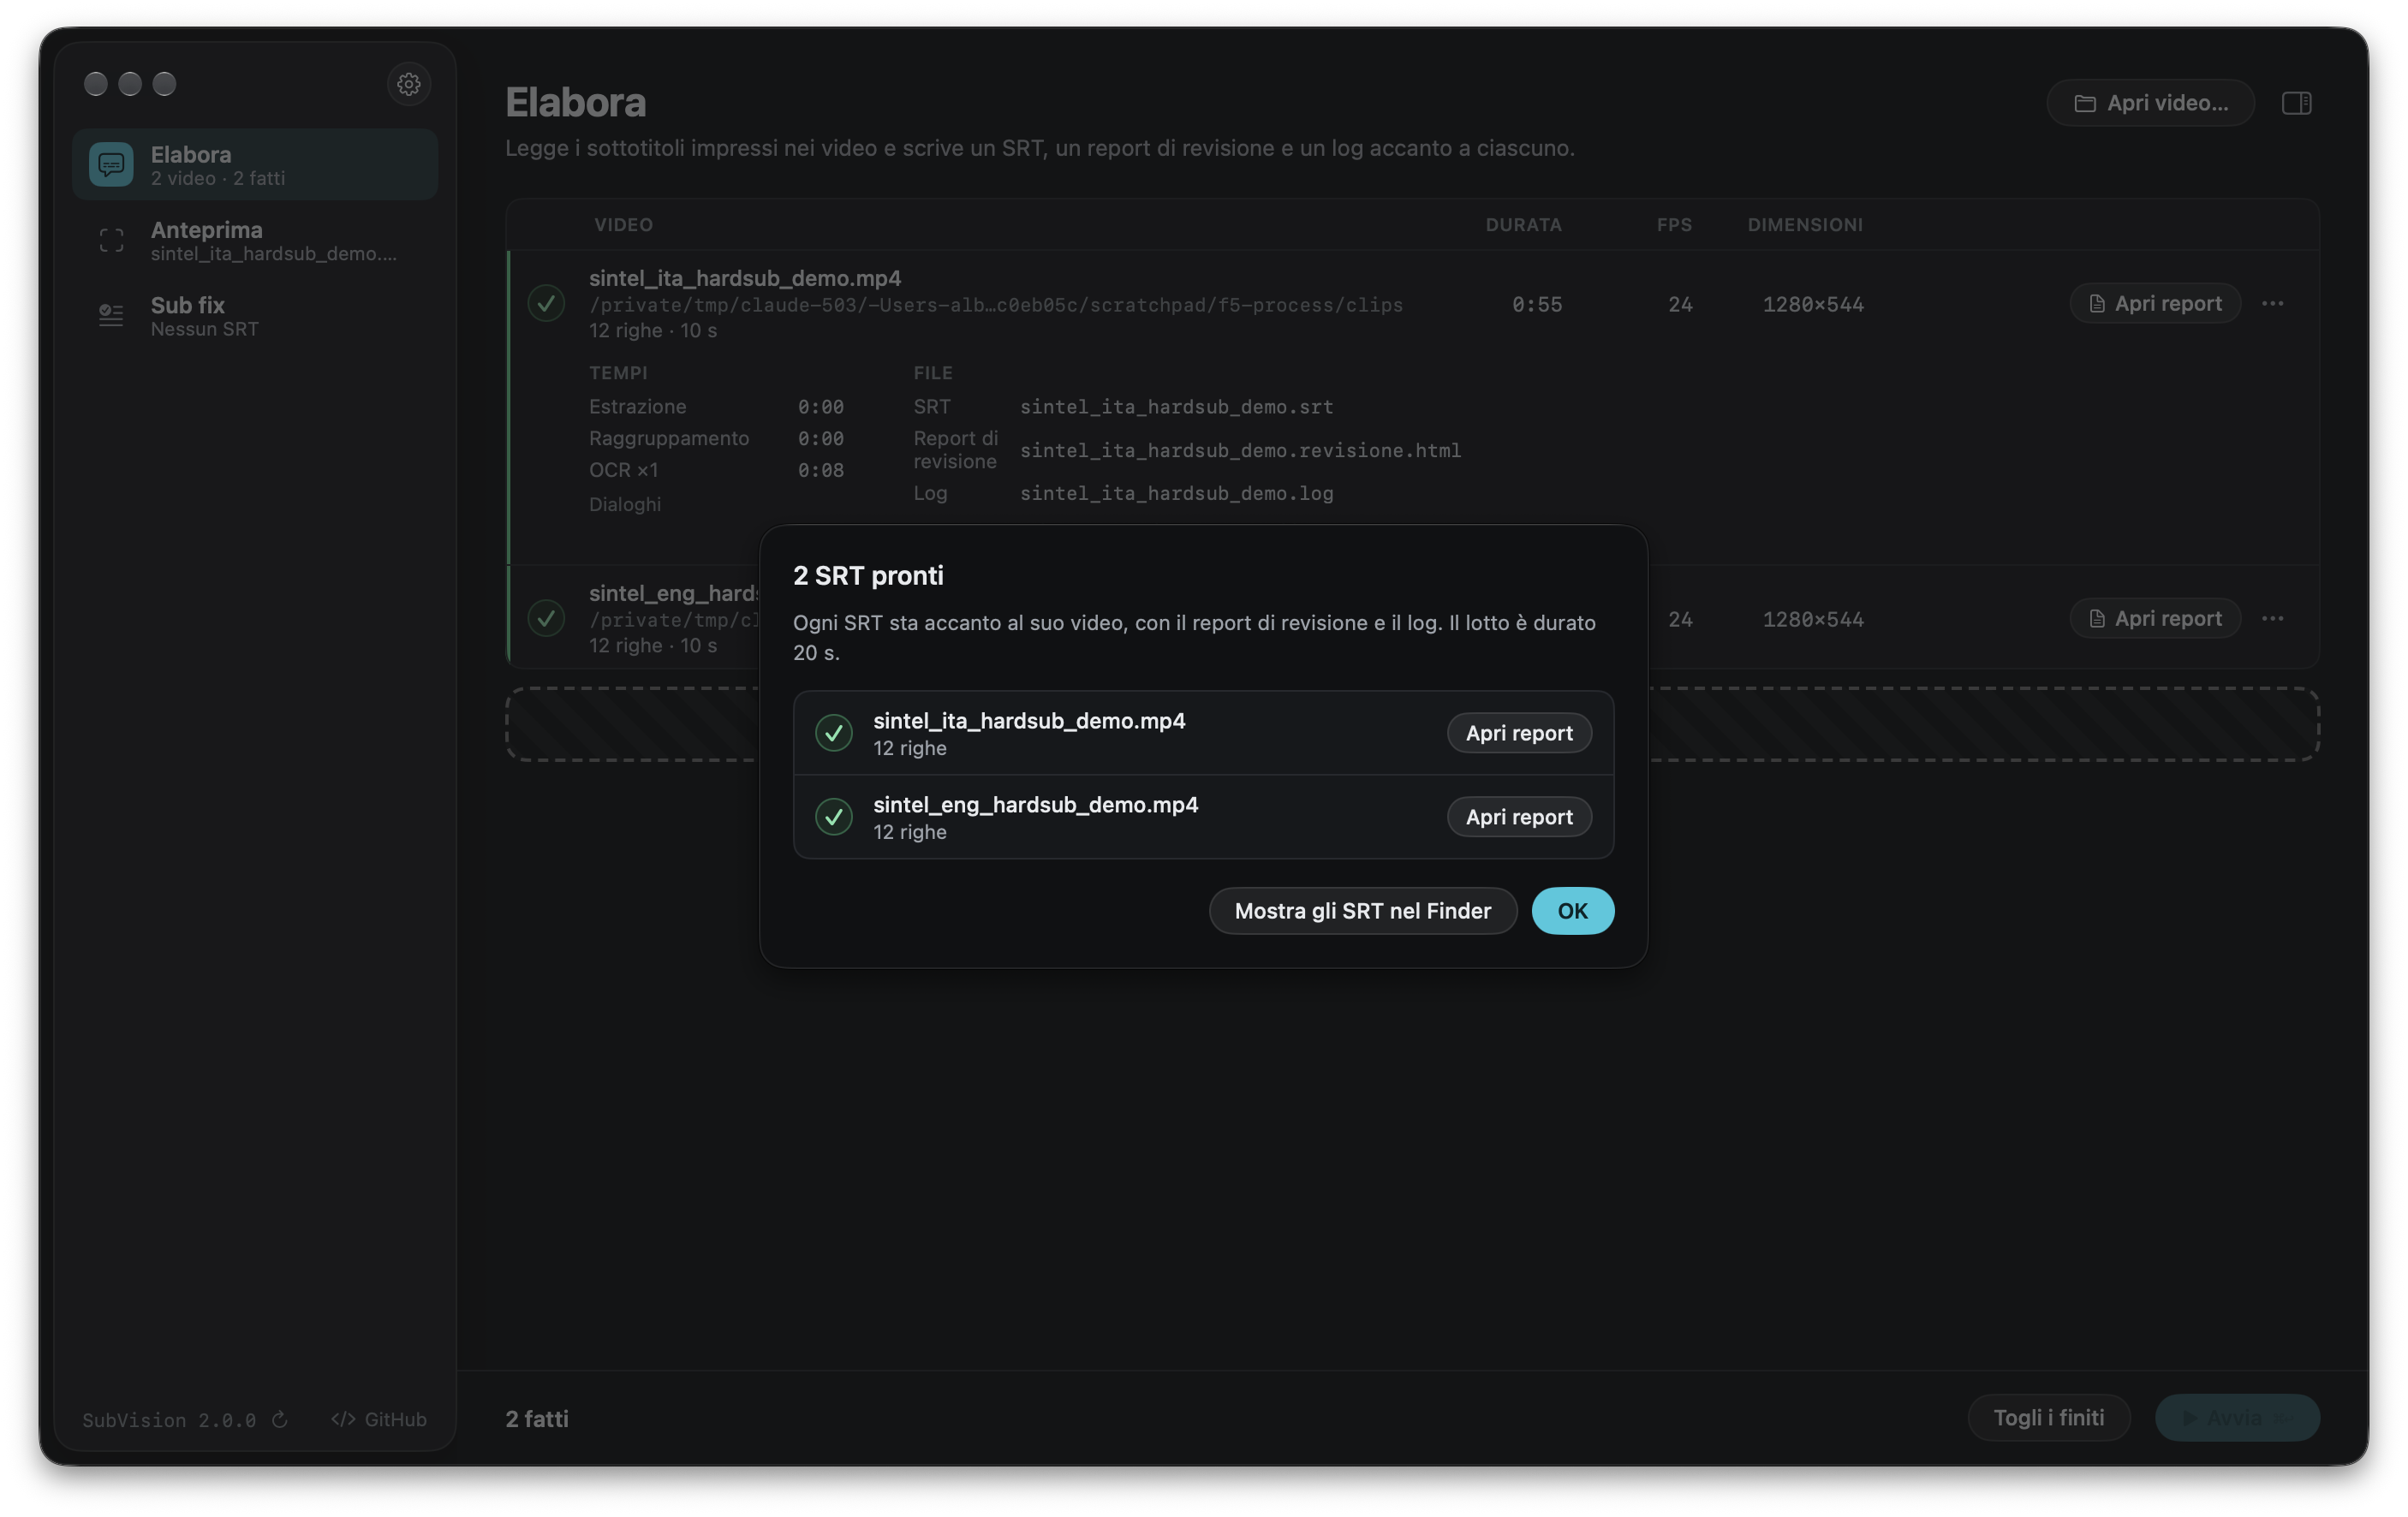 Elabora
2 video · 2 fatti
Anteprima
sintel_ita_hardsub_demo....
Sub fix
Nessun SRT
SubVision 2.0.0
</> GitHub
Elabora
Legge i sottotitoli impressi nei video e scrive un SRT, un report di revisione e un log accanto a ciascuno.
Apri video...
VIDEO DURATA FPS DIMENSIONI
sintel_ita_hardsub_demo.mp4
/private/tmp/claude-503/-Users-alb…c0eb05c/scratchpad/f5-process/clips
12 righe · 10 s
0:55 24 1280×544
Apri report
TEMPI
Estrazione 0:00
Raggruppamento 0:00
OCR ×1 0:08
Dialoghi
FILE
SRT sintel_ita_hardsub_demo.srt
Report di
revisione sintel_ita_hardsub_demo.revisione.html
Log sintel_ita_hardsub_demo.log
sintel_eng_hard
/private/tmp/cl
12 righe · 10 s
24 1280×544
Apri report
2 SRT pronti
Ogni SRT sta accanto al suo video, con il report di revisione e il log. Il lotto è durato
20 s.
sintel_ita_hardsub_demo.mp4
12 righe
Apri report
sintel_eng_hardsub_demo.mp4
12 righe
Apri report
Mostra gli SRT nel Finder
OK
2 fatti
Togli i finiti
Avvia